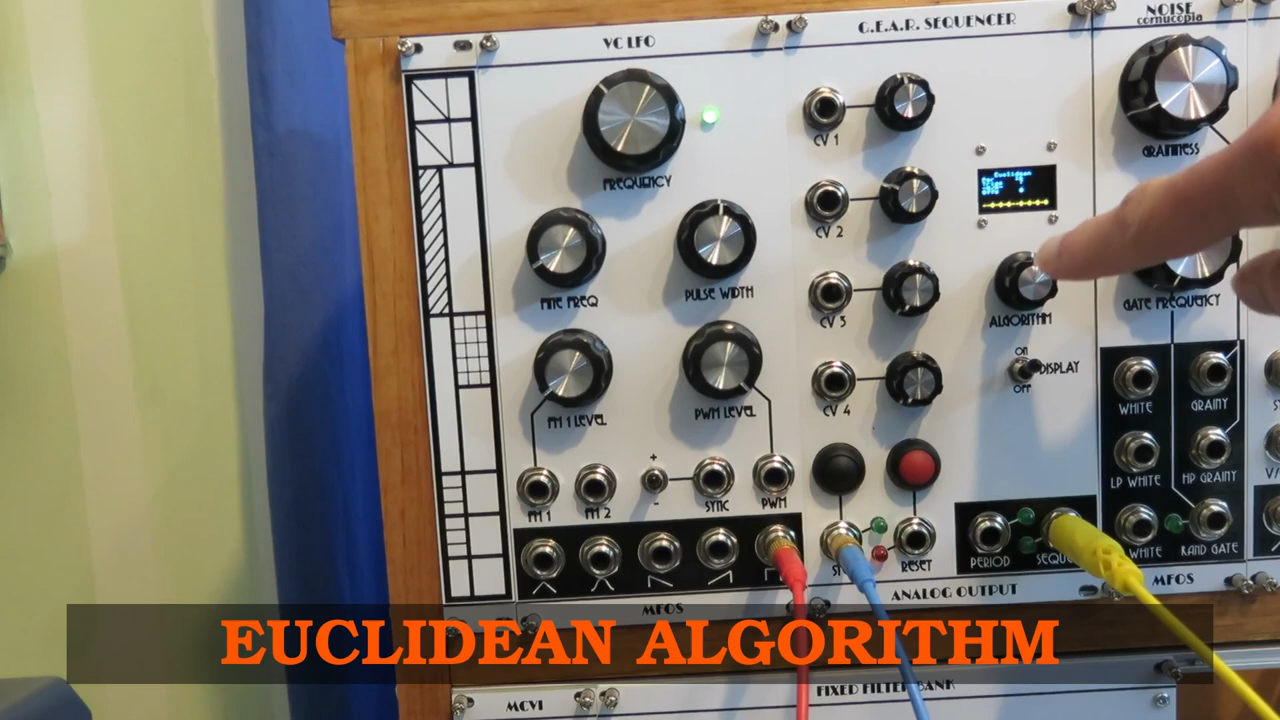 VC LFO
G.E.A.R. SEQUENCER
NOISE
cornucopia
FREQUENCY
CV 1
GRAININESS
Euclidean
CV 2
FINE FREQ
PULSE WIDTH
CV 3
ALGORITHM
GATE FREQUENCY
ON
DISPLAY
OFF
FM 1 LEVEL
PWM LEVEL
CV 4
WHITE
GRAINY
+
-
FM 1
FM 2
SYNC
PWM
LP WHITE
HP GRAINY
RESET
PERIOD
WHITE
RAND GATE
MFOS
ANALOG OUTPUT
MFOS
EUCLIDEAN ALGORITHM
MCVI
FIXED FILTER BANK